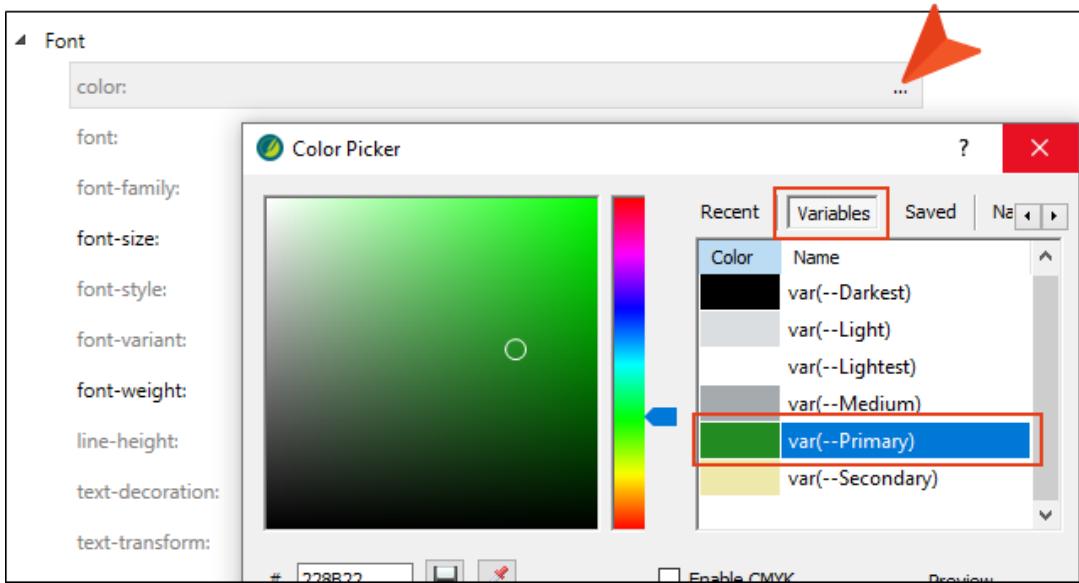 Font
color: ...
font:
font-family:
font-size:
font-style:
font-variant:
font-weight:
line-height:
text-decoration:
text-transform:
Color Picker ?
Recent Variables Saved Na
Color Name
var(--Darkest)
var(--Light)
var(--Lightest)
var(--Medium)
var(--Primary)
var(--Secondary)
# 228B22 Enable CMYK Preview